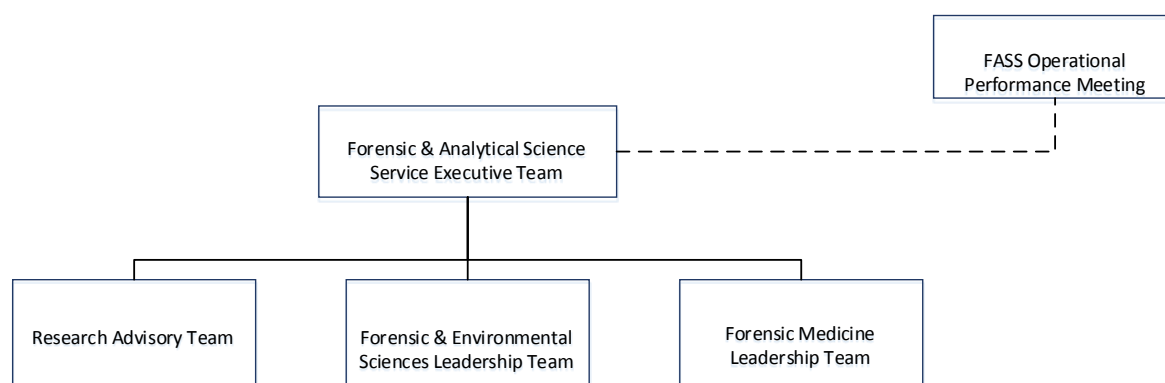 FASS Operational
Performance Meeting
Forensic & Analytical Science
Service Executive Team
Research Advisory Team
Forensic & Environmental
Sciences Leadership Team
Forensic Medicine
Leadership Team